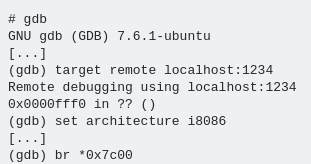 # gdb
GNU gdb (GDB) 7.6.1-ubuntu
[...]
(gdb) target remote localhost:1234
Remote debugging using localhost:1234
0x0000fff0 in ?? ()
(gdb) set architecture i8086
[...]
(gdb) br *0x7c00